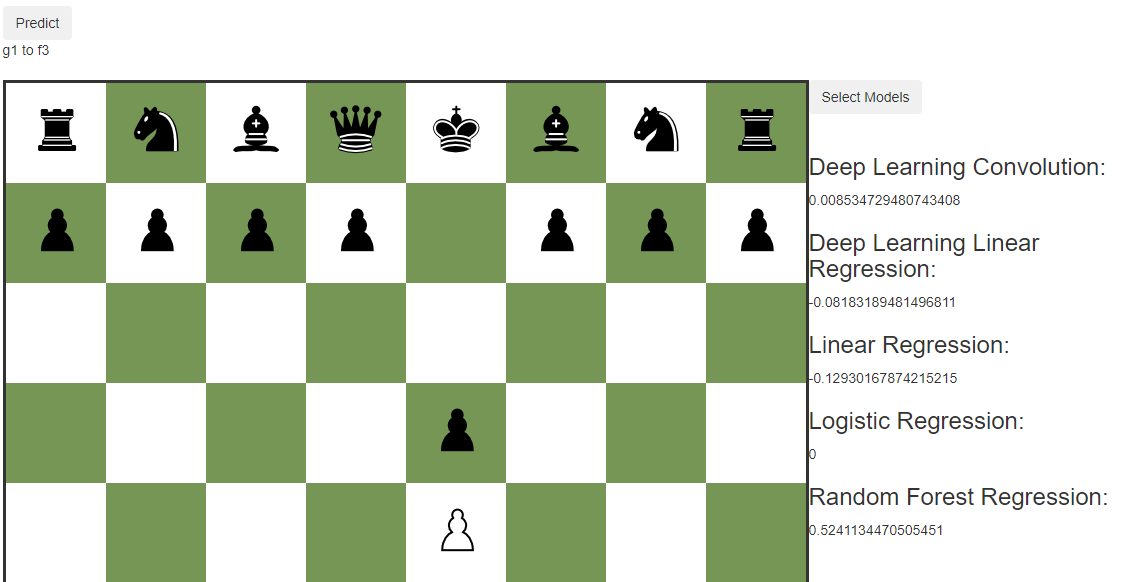 Predict
g1 to f3
Select Models
Deep Learning Convolution:
0.008534729480743408
Deep Learning Linear
Regression:
-0.08183189481496811
Linear Regression:
-0.12930167874215215
Logistic Regression:
0
Random Forest Regression:
0.5241134470505451